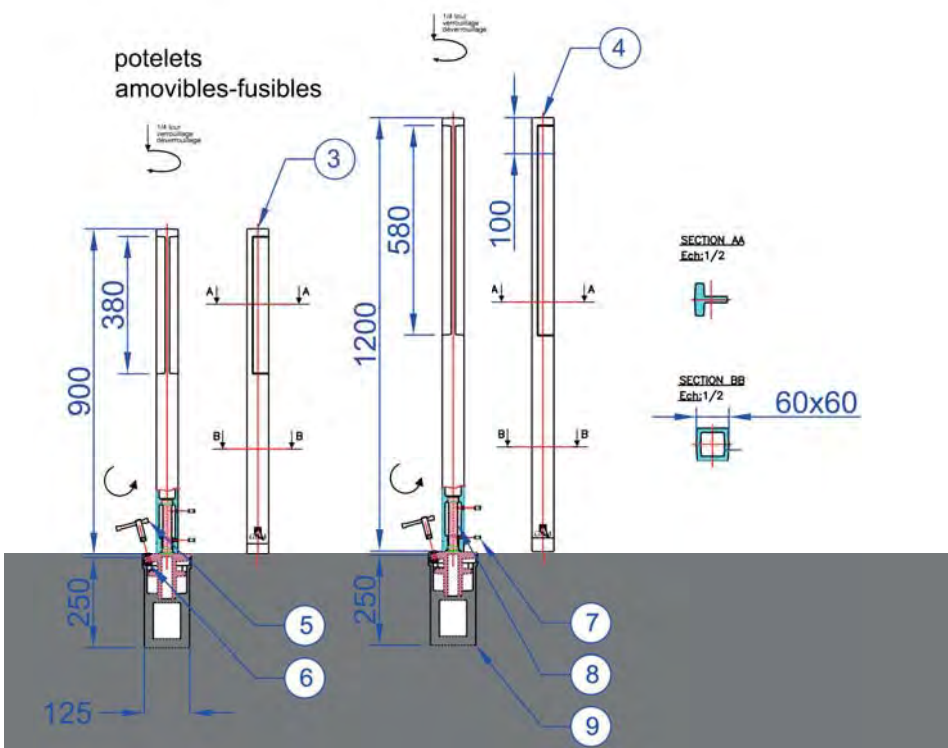 1/4 tour
verrouillage
déverrouillage
4
potelets
amovibles-fusibles
1/4 tour
verrouillage
déverrouillage
3
580
100
SECTION AA
Ech:1/2
380
A
A
A
A
1200
900
SECTION BB
Ech:1/2
60x60
B
B
B
B
250
250
5
7
6
8
125
9